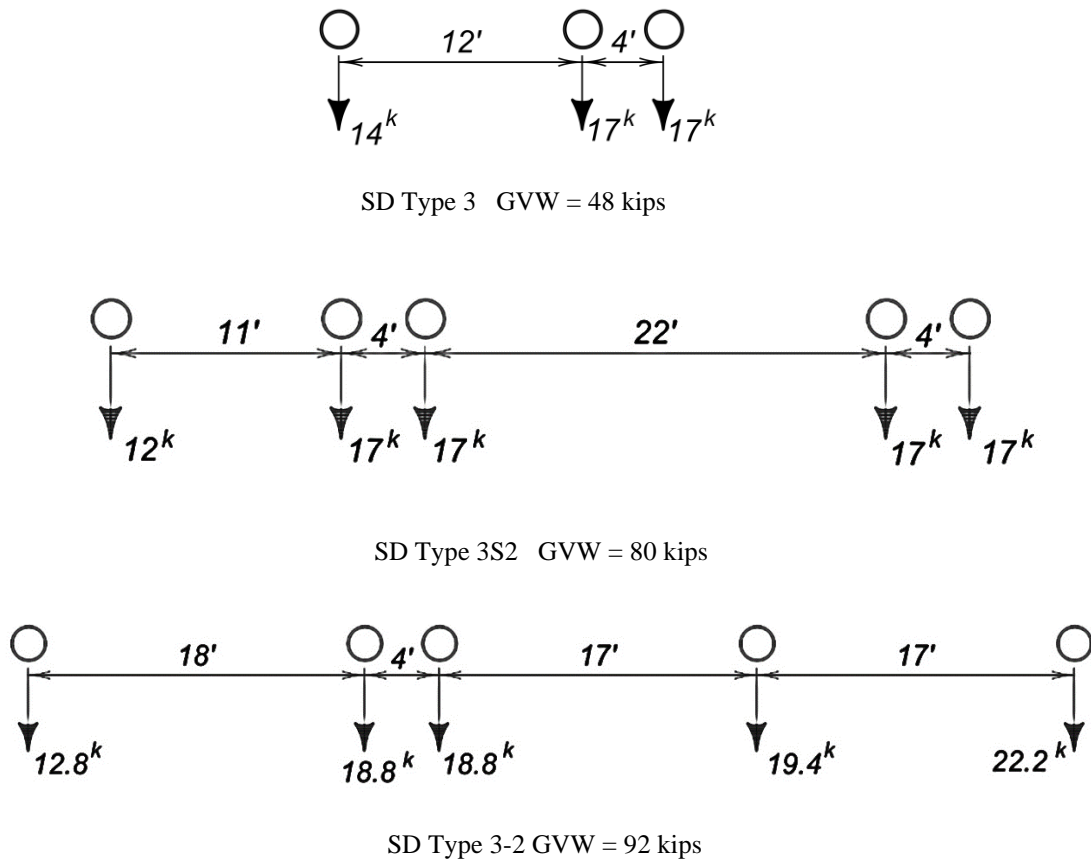 12' 4'
14k 17k 17k
SD Type 3 GVW = 48 kips
11' 4' 22' 4'
12k 17k 17k 17k 17k
SD Type 3S2 GVW = 80 kips
18' 4' 17' 17'
12.8k 18.8k 18.8k 19.4k 22.2k
SD Type 3-2 GVW = 92 kips